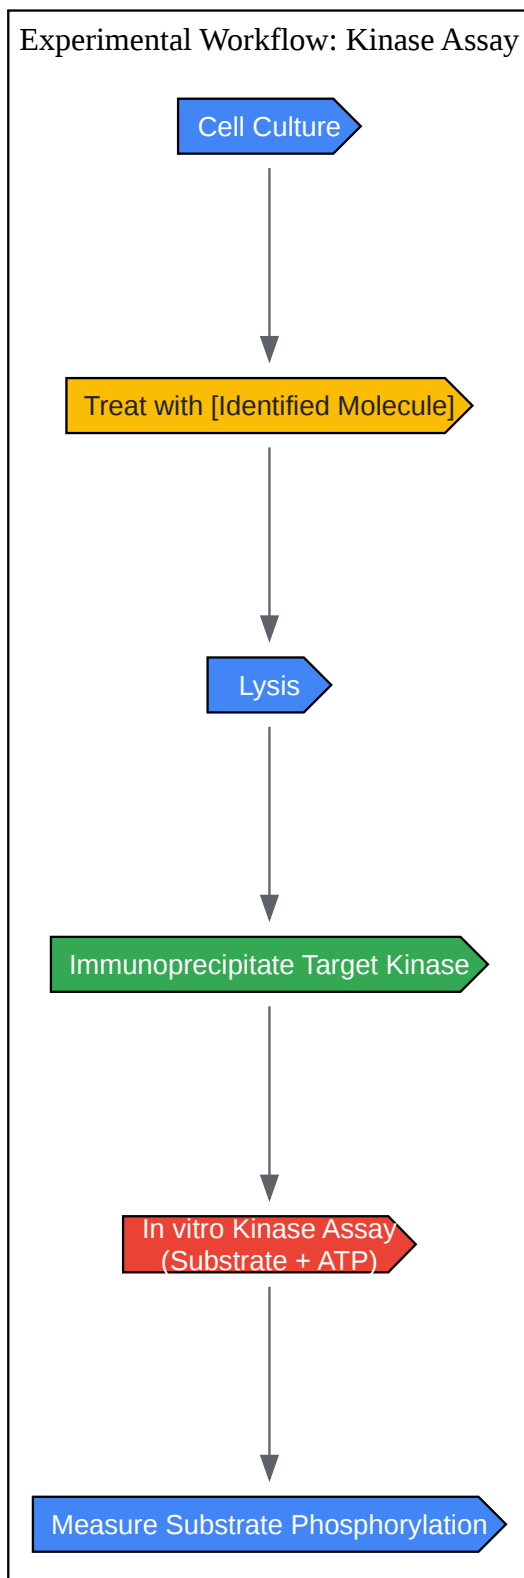 Experimental Workflow: Kinase Assay
Cell Culture
Treat with [Identified Molecule]
Lysis
Immunoprecipitate Target Kinase
In vitro Kinase Assay
(Substrate + ATP)
Measure Substrate Phosphorylation